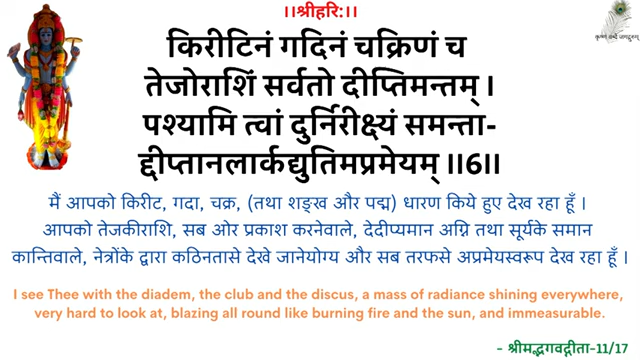 ।।श्रीहरि:।।
किरीटिनं गदिनं चक्रिणं च
तेजोराशिं सर्वतो दीप्तिमन्तम् ।
पश्यामि त्वां दुर्निरीक्ष्यं समन्ता-
द्दीप्तानलार्कद्युतिमप्रमेयम् ।।6।।
मैं आपको किरीट, गदा, चक्र, (तथा शङ्ख और पद्म) धारण किये हुए देख रहा हूँ ।
आपको तेजकीराशि, सब ओर प्रकाश करनेवाले, देदीप्यमान अग्नि तथा सूर्यके समान
कान्तिवाले, नेत्रोंके द्वारा कठिनतासे देखे जानेयोग्य और सब तरफसे अप्रमेयस्वरूप देख रहा हूँ ।
I see Thee with the diadem, the club and the discus, a mass of radiance shining everywhere,
very hard to look at, blazing all round like burning fire and the sun, and immeasurable.
- श्रीमद्भगवद्गीता-11/17
कृष्णं वन्दे जगद्गुरुम्